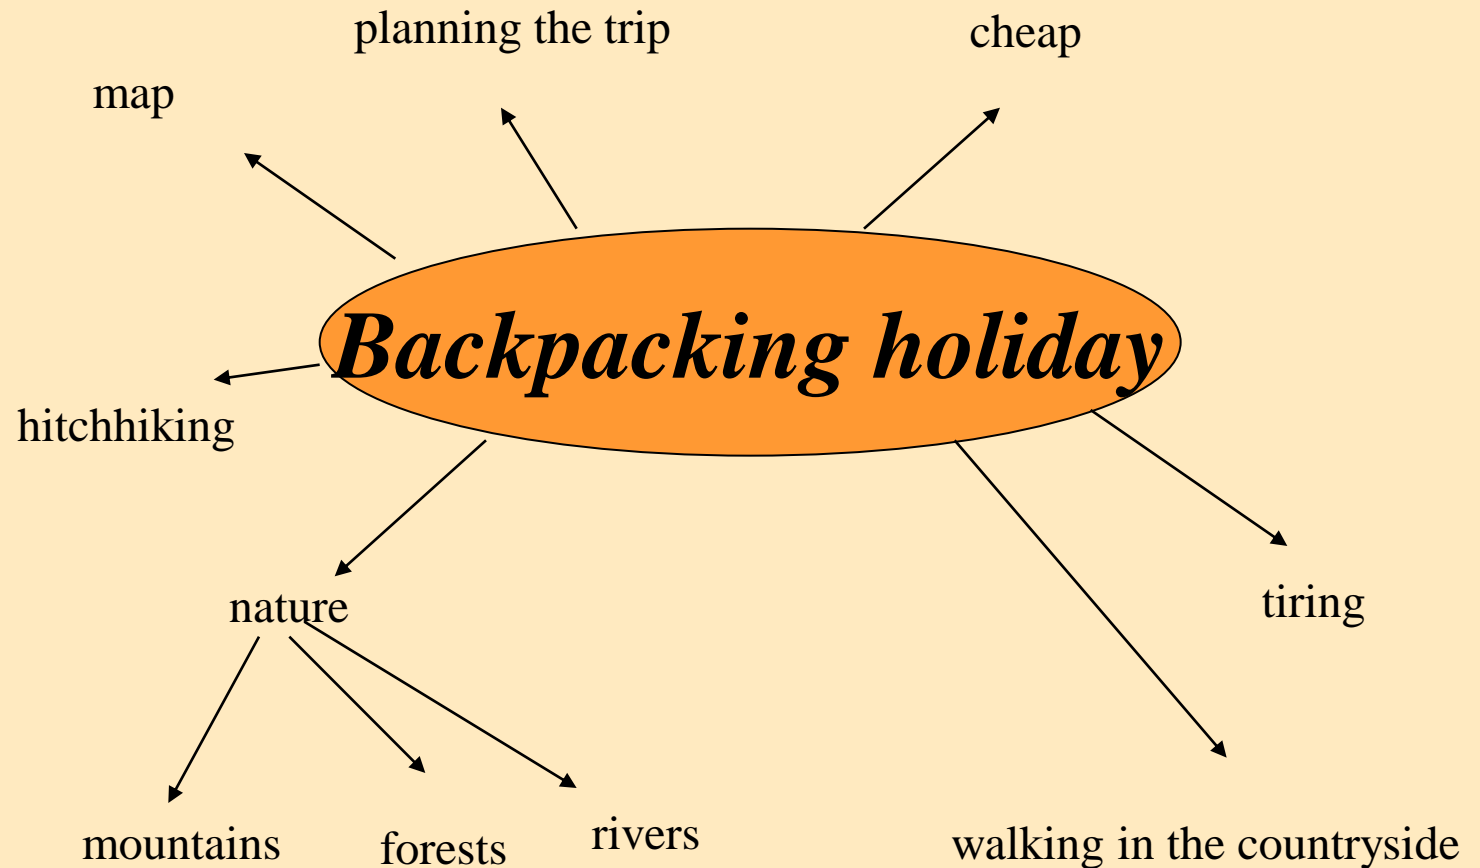 planning the trip
cheap
map
Backpacking holiday
hitchhiking
nature
tiring
mountains
forests
rivers
walking in the countryside